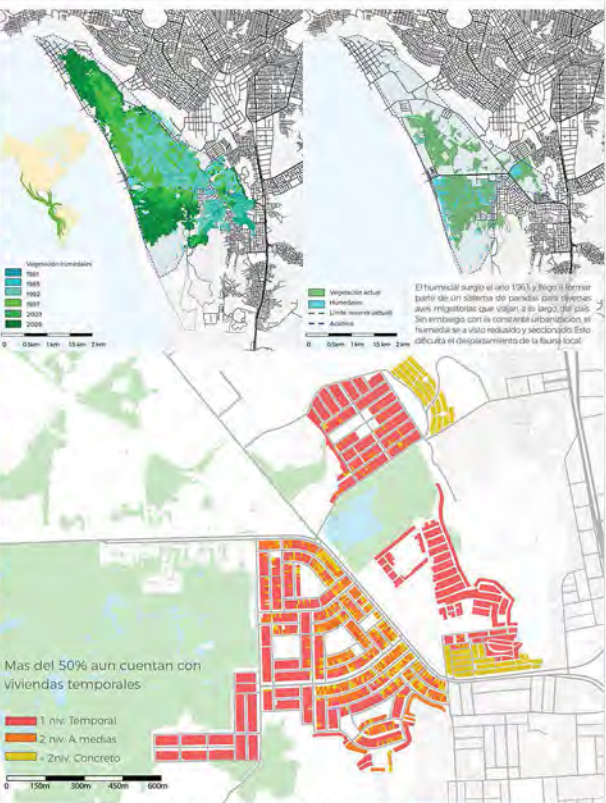 Vegetación humedales
1981
1985
1992
1997
2003
2009
0 0.5km 1 km 1.5 km 2 km
Vegetación actual
Humedales
Límite reserva actual
Acuífero
0 0.5km 1 km 1.5 km 2 km
El humedal surgió el año 1963 y llegó a formar
parte de un sistema de paradas para diversas
aves migratorias que viajan a lo largo del país.
Sin embargo, con la constante urbanización, el
humedal se a visto reducido y seccionado. Esto
dificulta el desplazamiento de la fauna local.
Mas del 50% aun cuentan con
viviendas temporales
1 niv. Temporal
2 niv. A medias
+ 2niv. Concreto
0 150m 300m 450m 600m